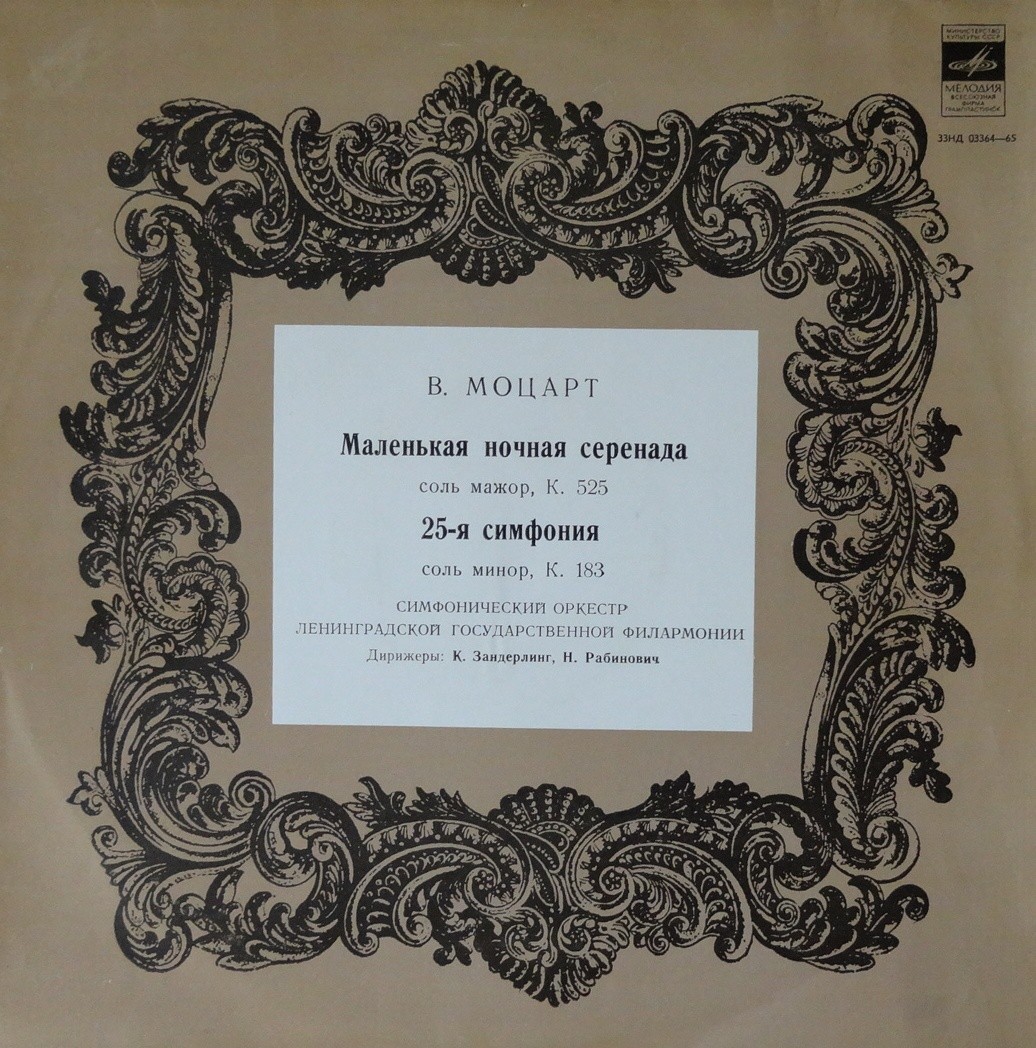 МИНИСТЕРСТВО
КУЛЬТУРЫ СССР
МЕЛОДИЯ
ВСЕСОЮЗНАЯ
ФИРМА
ГРАМПЛАСТИНОК
33НД 03364—65
В. МОЦАРТ
Маленькая ночная серенада
соль мажор, К. 525
25-я симфония
соль минор, К. 183
СИМФОНИЧЕСКИЙ ОРКЕСТР
ЛЕНИНГРАДСКОЙ ГОСУДАРСТВЕННОЙ ФИЛАРМОНИИ
Дирижеры: К. Зандерлинг, Н. Рабинович